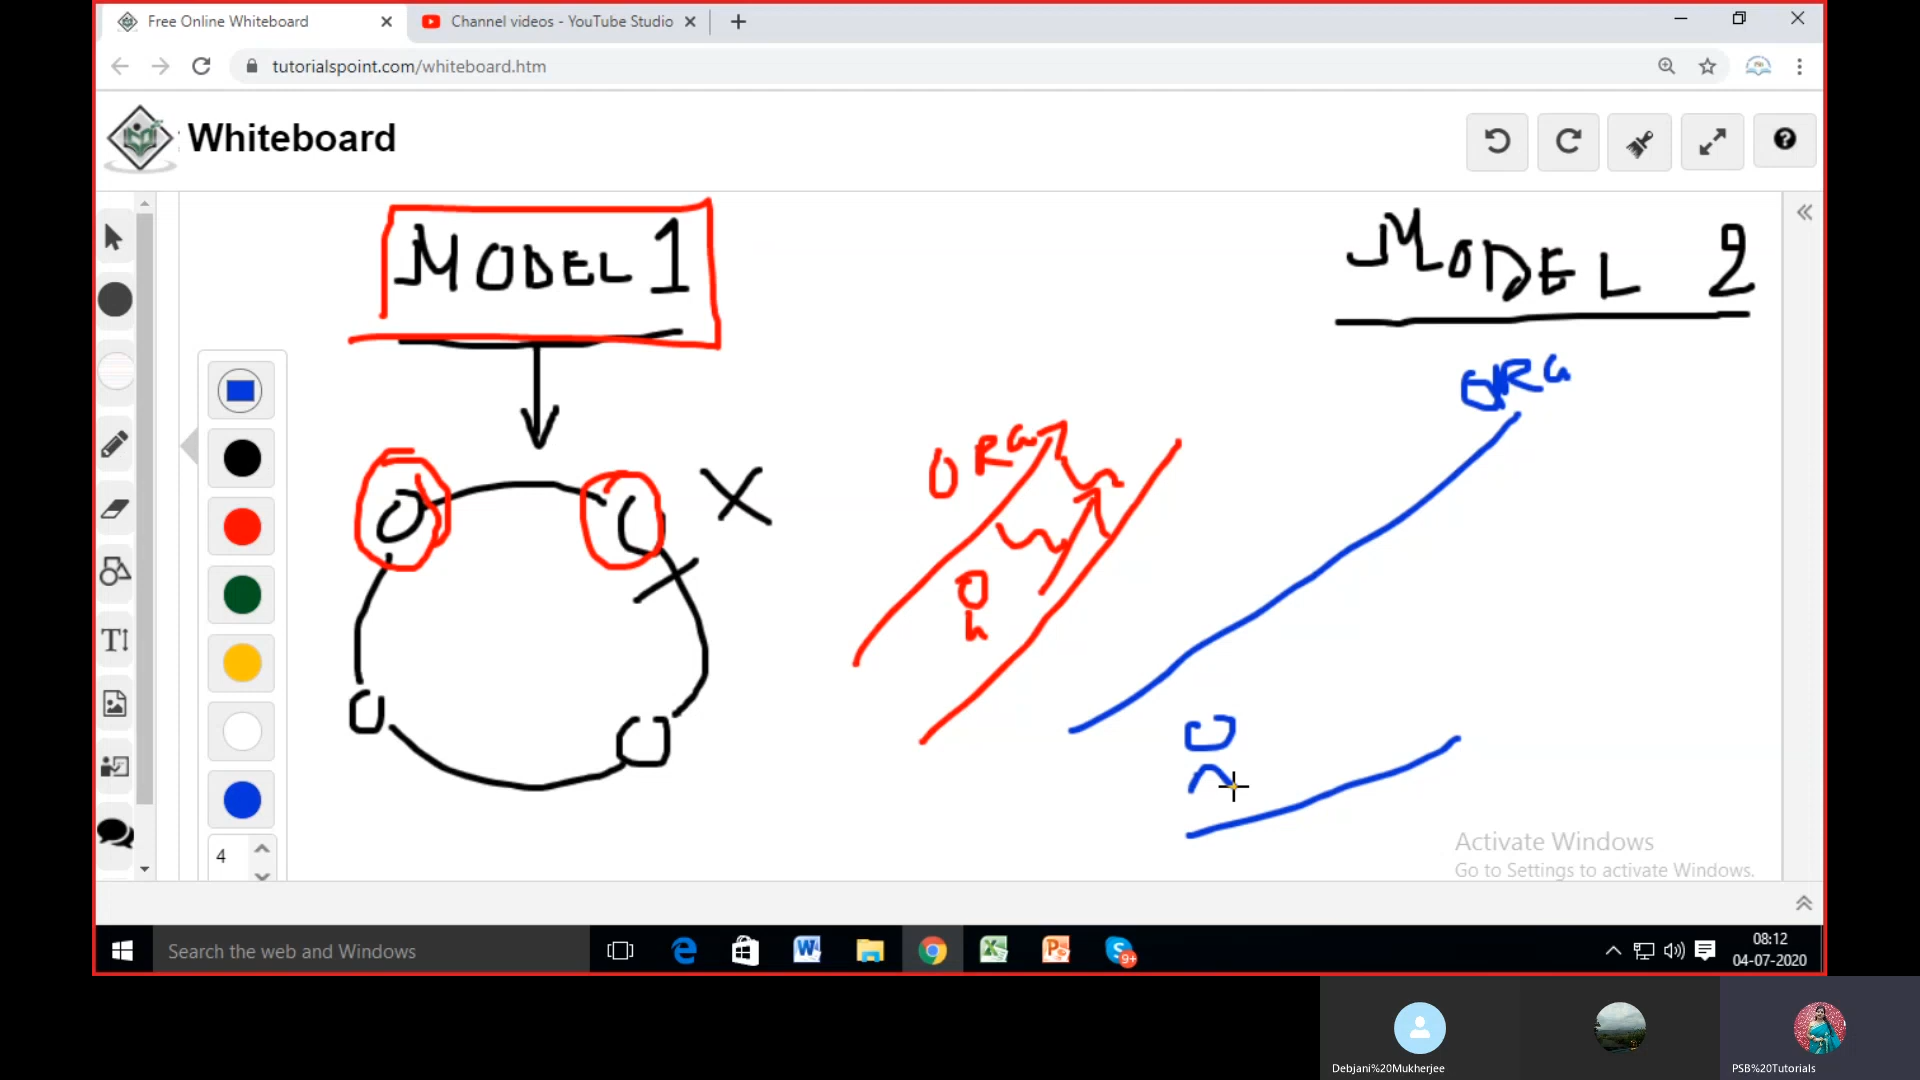 Free Online Whiteboard
Channel videos - YouTube Studio
tutorialspoint.com/whiteboard.htm
Whiteboard
MODEL 1
MODEL 2
ORG
ORG
4
Activate Windows
Go to Settings to activate Windows.
Search the web and Windows
9+
08:12
04-07-2020
Debjani%20Mukherjee
PSB%20Tutorials